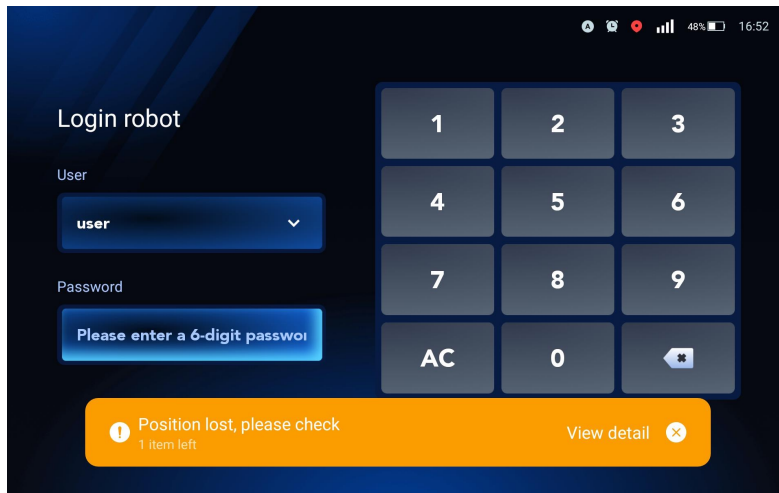 A 48% 16:52
Login robot
User
user
Password
Please enter a 6-digit passwo
1 2 3
4 5 6
7 8 9
AC 0
Position lost, please check
1 item left
View detail